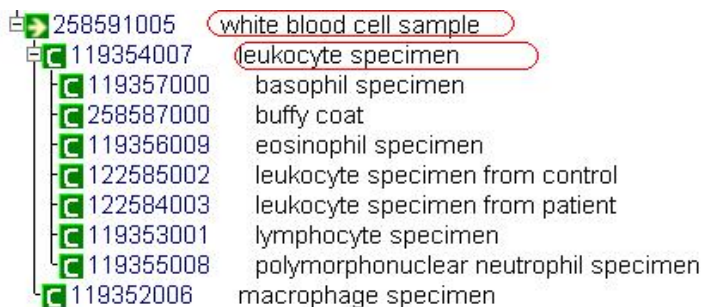 258591005 white blood cell sample
C 119354007 leukocyte specimen
C 119357000 basophil specimen
C 258587000 buffy coat
C 119356009 eosinophil specimen
C 122585002 leukocyte specimen from control
C 122584003 leukocyte specimen from patient
C 119353001 lymphocyte specimen
C 119355008 polymorphonuclear neutrophil specimen
C 119352006 macrophage specimen